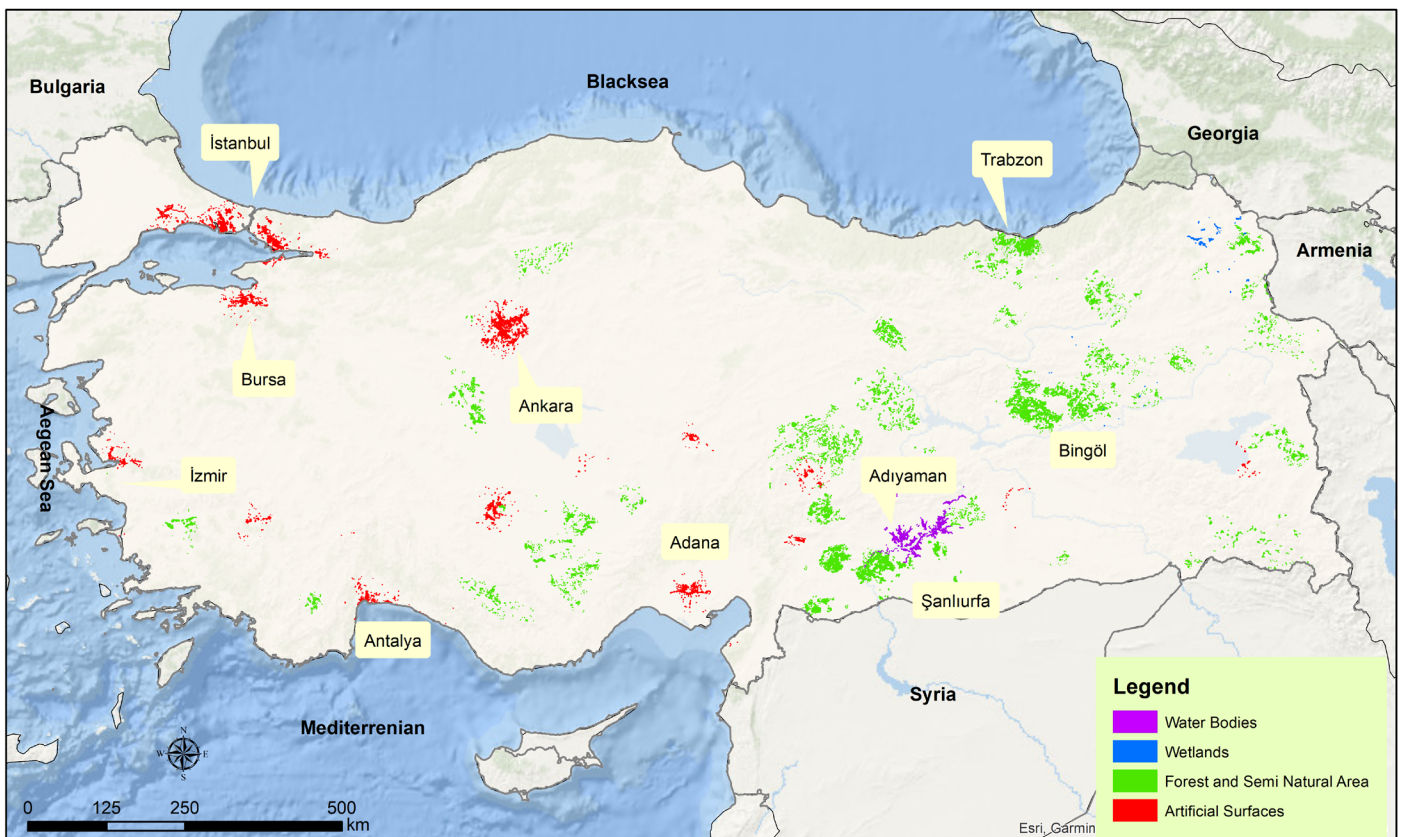 Blacksea
Bulgaria
Georgia
İstanbul
Trabzon
Armenia
Bursa
Ankara
Aegean Sea
Bingöl
İzmir
Adıyaman
Adana
Şanlıurfa
Antalya
Syria
Mediterrenian
N
W E
S
0 125 250 500
km
Legend
Water Bodies
Wetlands
Forest and Semi Natural Area
Artificial Surfaces
Esri, Garmin